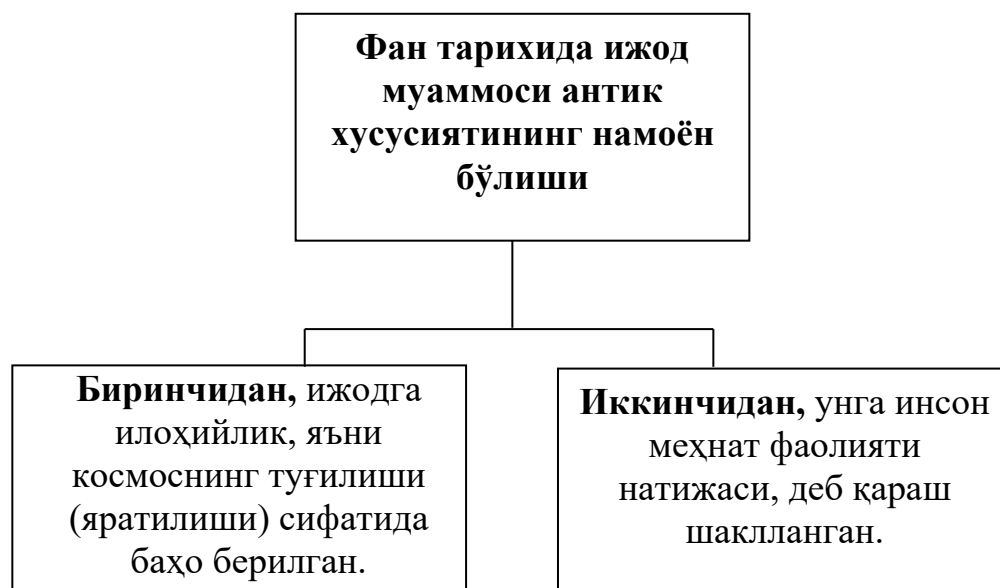 Фан тарихида ижод
муаммоси антик
хусусиятининг намоён
бўлиши
Биринчидан, ижодга
илоҳийлик, яъни
космоснинг туғилиши
(яратилиши) сифатида
баҳо берилган.
Иккинчидан, унга инсон
меҳнат фаолияти
натижаси, деб қараш
шаклланган.